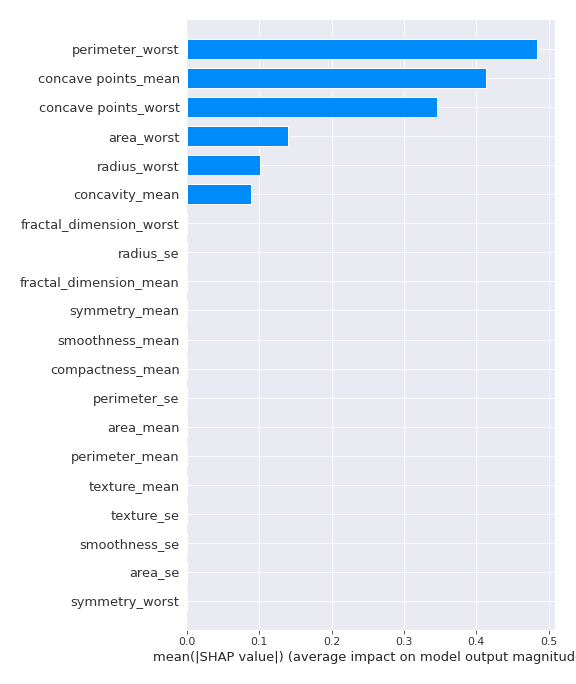 perimeter_worst
concave points_mean
concave points_worst
area_worst
radius_worst
concavity_mean
fractal_dimension_worst
radius_se
fractal_dimension_mean
symmetry_mean
smoothness_mean
compactness_mean
perimeter_se
area_mean
perimeter_mean
texture_mean
texture_se
smoothness_se
area_se
symmetry_worst
0.0 0.1 0.2 0.3 0.4 0.5
mean(|SHAP value|) (average impact on model output magnitud